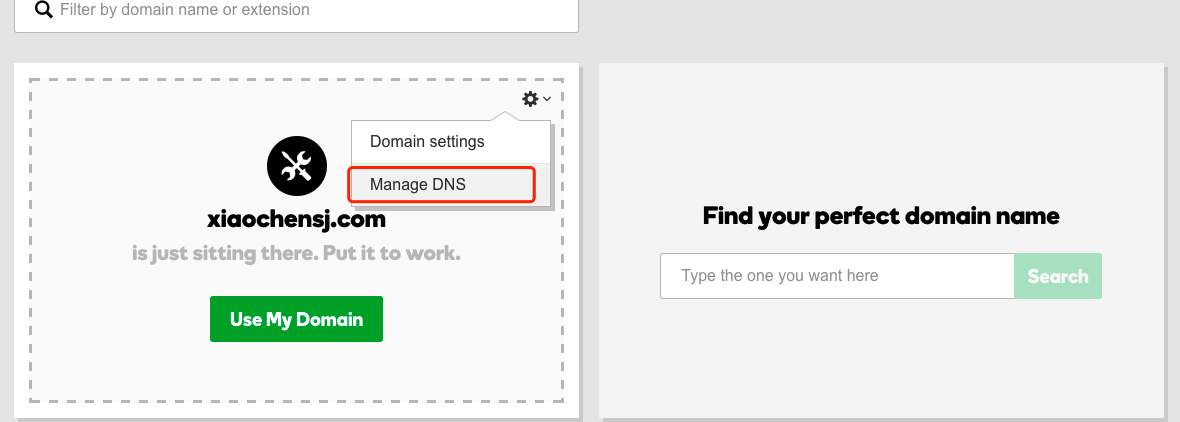 Filter by domain name or extension
Domain settings
Manage DNS
xiaochensj.com
is just sitting there. Put it to work.
Use My Domain
Find your perfect domain name
Type the one you want here
Search